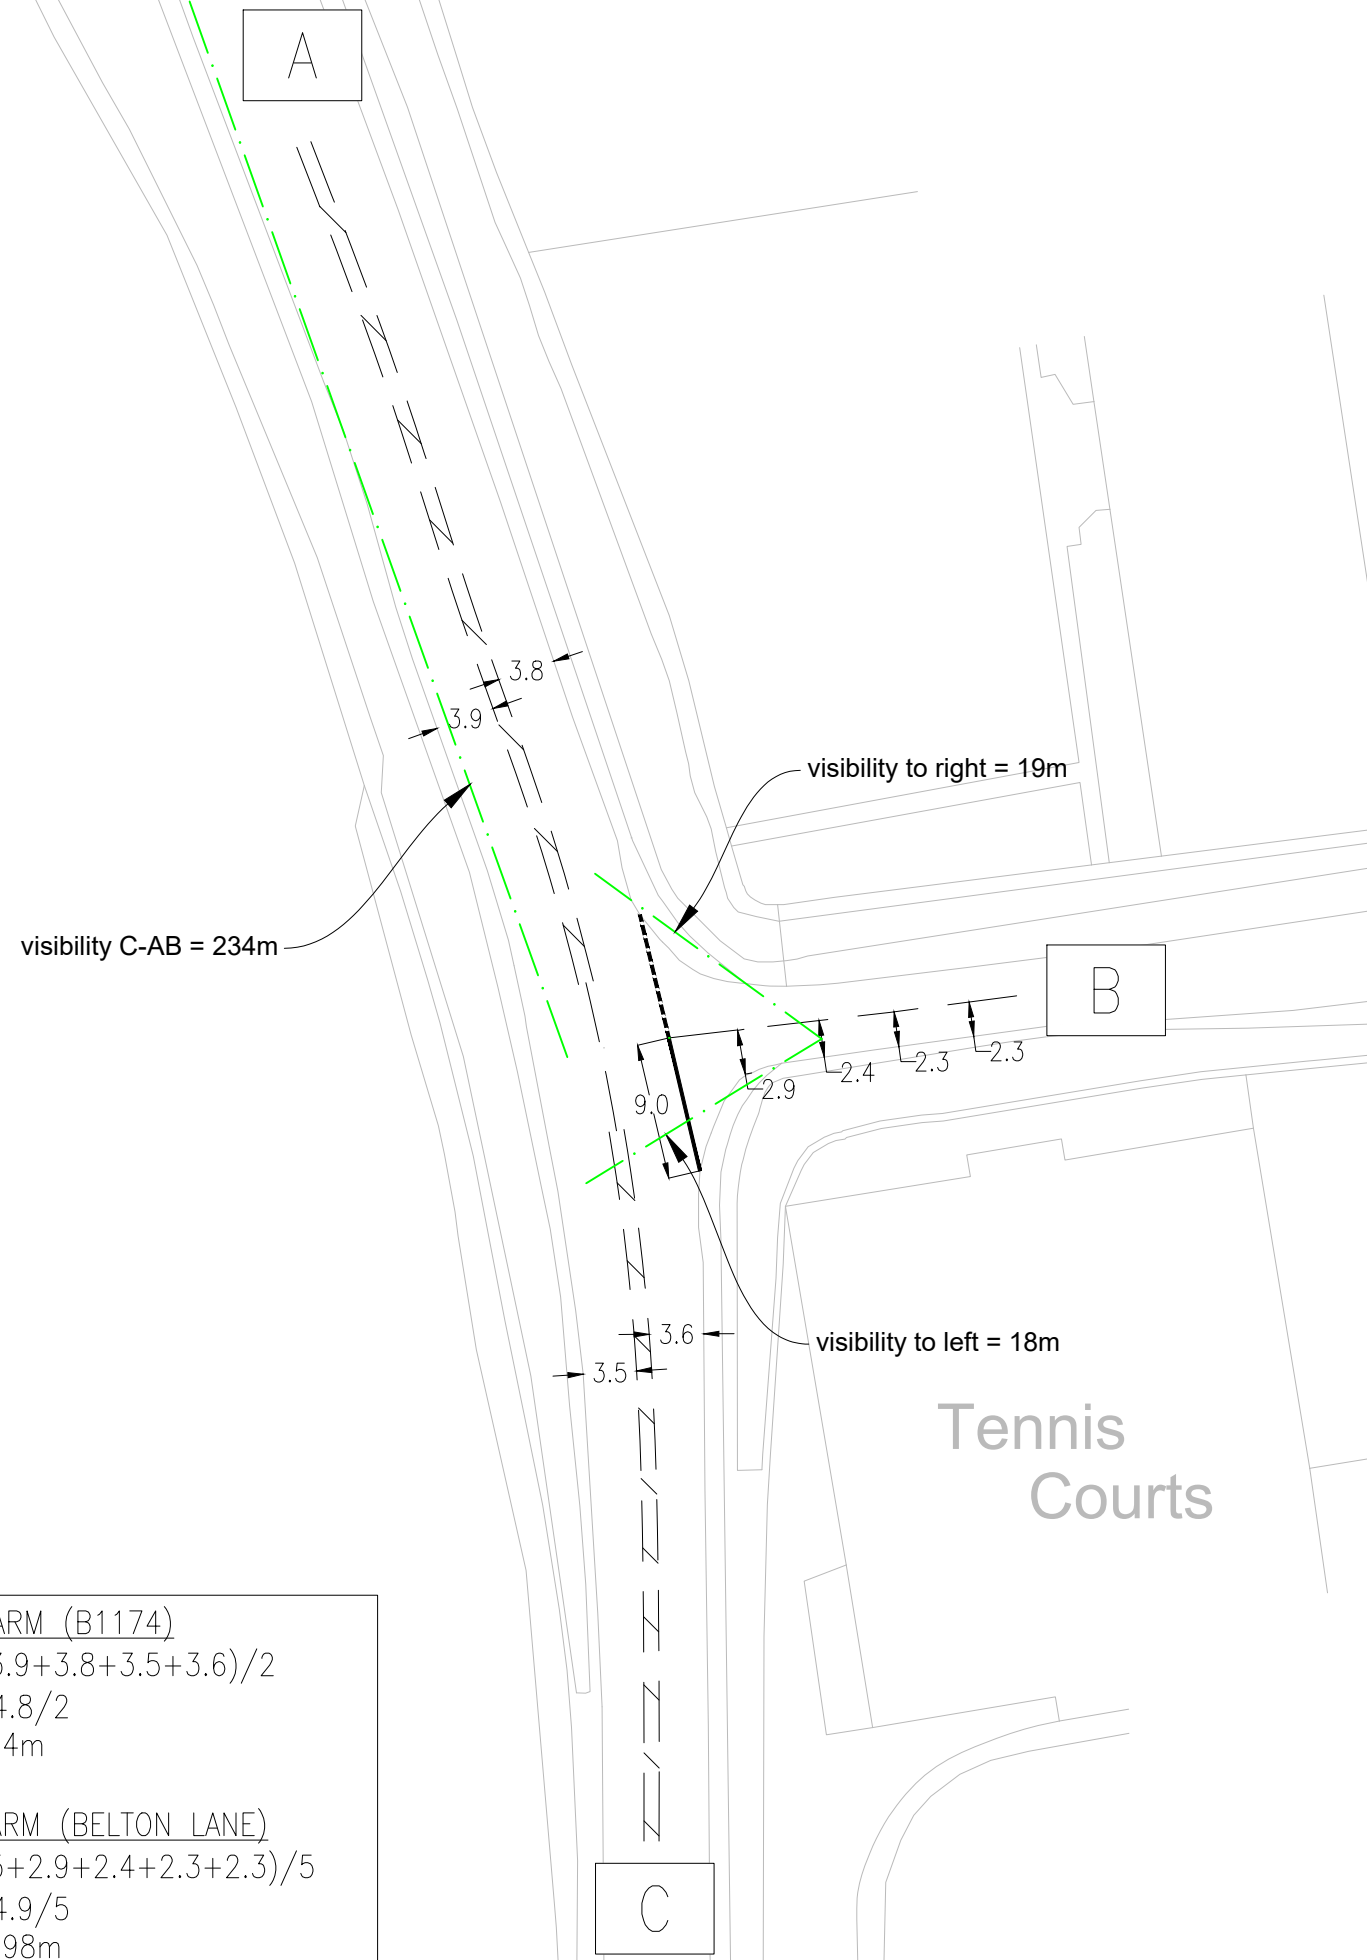 A
3.8
3.9
visibility to right = 19m
visibility C-AB = 234m
B
2.3
2.3
2.4
2.9
9.0
3.6
visibility to left = 18m
3.5
Tennis
Courts
ARM (B1174)
3.9+3.8+3.5+3.6)/2
4.8/2
4m
ARM (BELTON LANE)
+2.9+2.4+2.3+2.3)/5
4.9/5
98m
C